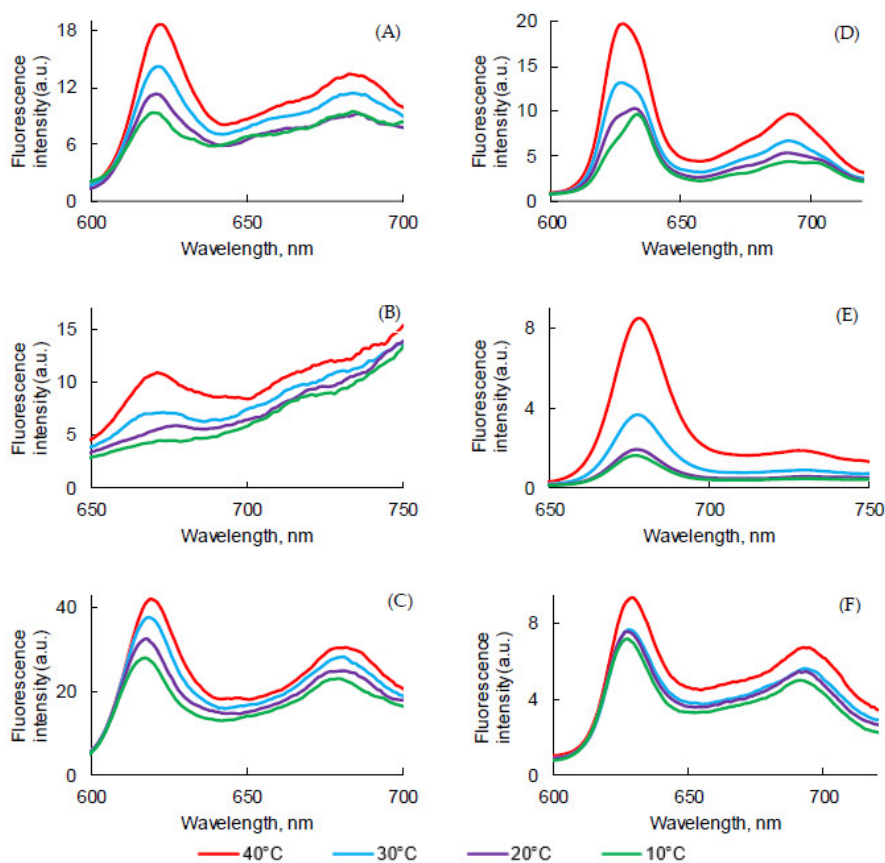 Fluorescence
intensity (a.u.)
18
12
6
0
(A)
600
650
700
Wavelength, nm
Fluorescence
intensity (a.u.)
20
15
10
5
0
(D)
600
650
700
Wavelength, nm
Fluorescence
intensity (a.u.)
15
10
5
0
(B)
650
700
750
Wavelength, nm
Fluorescence
intensity (a.u.)
8
4
0
(E)
650
700
750
Wavelength, nm
Fluorescence
intensity (a.u.)
40
20
0
(C)
600
650
700
Wavelength, nm
Fluorescence
intensity (a.u.)
8
4
0
(F)
600
650
700
Wavelength, nm
40°C
30°C
20°C
10°C